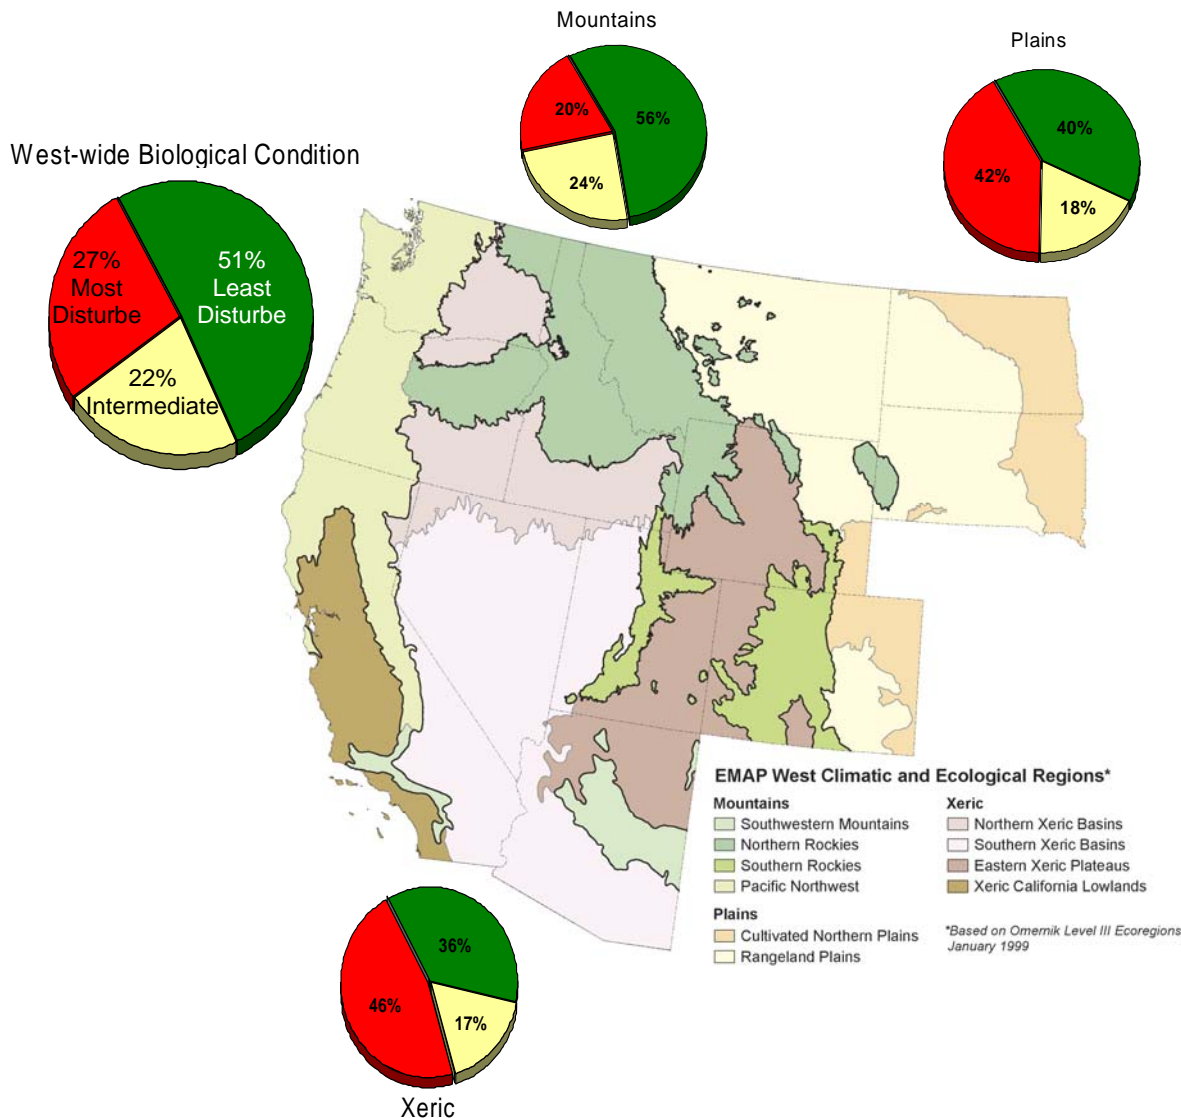 Mountains
20%
56%
24%
Plains
40%
42%
18%
West-wide Biological Condition
27%
Most
Disturbe
51%
Least
Disturbe
22%
Intermediate
EMAP West Climatic and Ecological Regions*
Mountains
Southwestern Mountains
Northern Rockies
Southern Rockies
Pacific Northwest
Plains
Cultivated Northern Plains
Rangeland Plains
Xeric
Northern Xeric Basins
Southern Xeric Basins
Eastern Xeric Plateaus
Xeric California Lowlands
*Based on Omernik Level III Ecoregions
January 1999
36%
46%
17%
Xeric